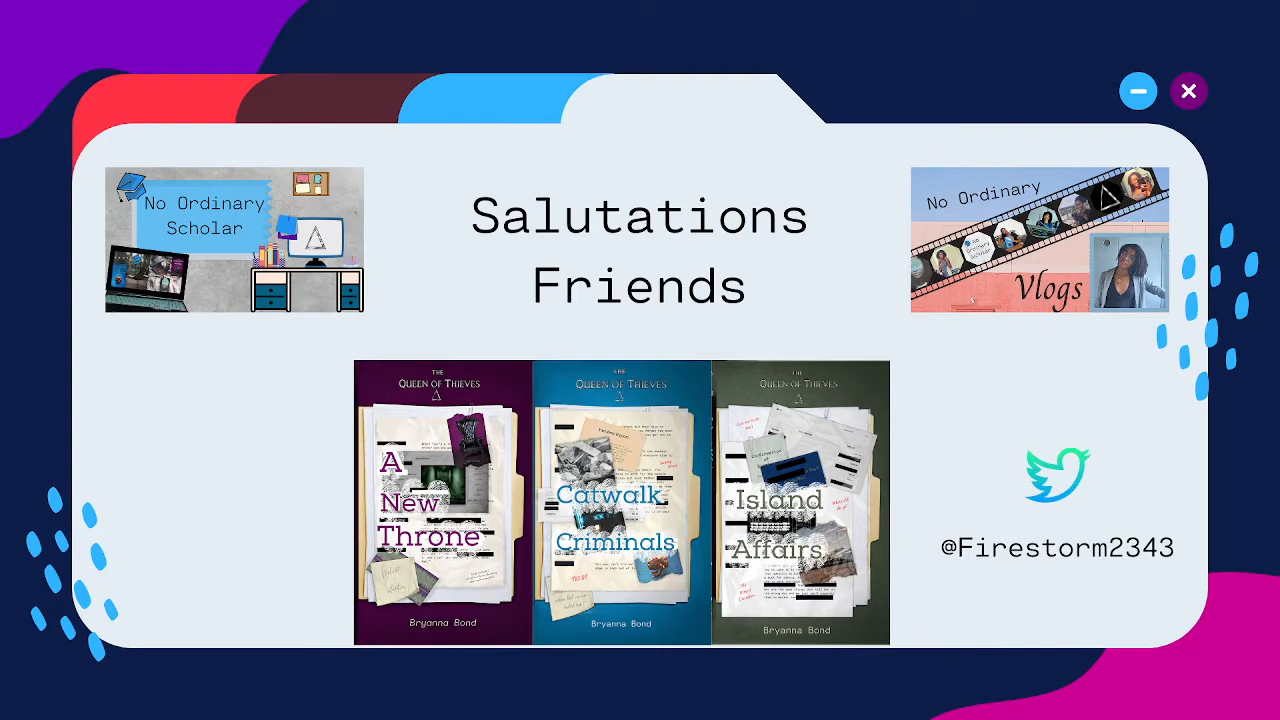 No Ordinary
Scholar
Salutations
Friends
No Ordinary
Vlogs
THE
QUEEN OF THIEVES
A
New
Throne
Bryanna Bond
THE
QUEEN OF THIEVES
Catwalk
Criminals
Bryanna Bond
THE
QUEEN OF THIEVES
Island
Affairs
Bryanna Bond
@Firestorm2343